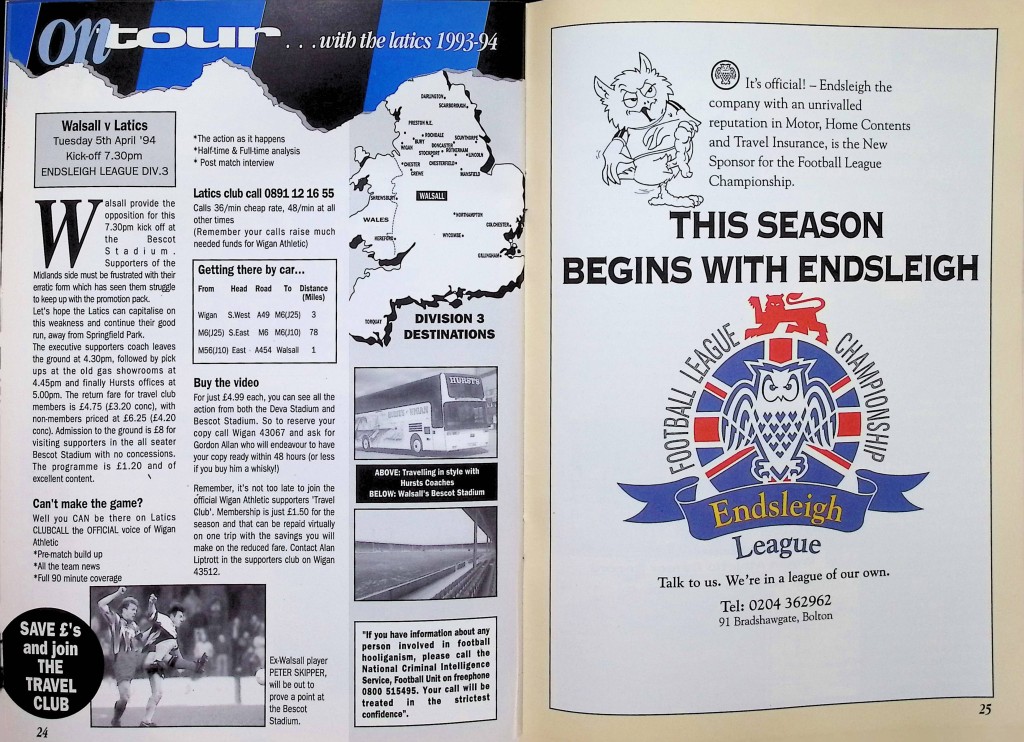 on tour ...with the latics 1993-94
Walsall v Latics
Tuesday 5th April '94
Kick-off 7.30pm
ENDSLEIGH LEAGUE DIV.3
Walsall provide the
opposition for this
7.30pm kick off at
the Bescot
Stadium.
Supporters of the
Midlands side must be frustrated with their
erratic form which has seen them struggle
to keep up with the promotion pack.
Let's hope the Latics can capitalise on
this weakness and continue their good
run, away from Springfield Park.
The executive supporters coach leaves
the ground at 4.30pm, followed by pick
ups at the old gas showrooms at
4.45pm and finally Hursts offices at
5.00pm. The return fare for travel club
members is £4.75 (£3.20 conc), with
non-members priced at £6.25 (£4.20
conc). Admission to the ground is £8 for
visiting supporters in the all seater
Bescot Stadium with no concessions.
The programme is £1.20 and of
excellent content.
Can't make the game?
Well you CAN be there on Latics
CLUBCALL the OFFICIAL voice of Wigan
Athletic
*Pre-match build up
*All the team news
*Full 90 minute coverage
*The action as it happens
*Half-time & Full-time analysis
* Post match interview
Latics club call 0891 12 16 55
Calls 36/min cheap rate, 48/min at all
other times
(Remember your calls raise much
needed funds for Wigan Athletic)
Getting there by car...
From Head Road To Distance
(Miles)
Wigan S.West A49 M6(J25) 3
M6(J25) S.East M6 M6(J10) 78
M56(J10) East A454 Walsall 1
Buy the video
For just £4.99 each, you can see all the
action from both the Deva Stadium and
Bescot Stadium. So to reserve your
copy call Wigan 43067 and ask for
Gordon Allan who will endeavour to have
your copy ready within 48 hours (or less
if you buy him a whisky!)
Remember, it's not too late to join the
official Wigan Athletic supporters 'Travel
Club'. Membership is just £1.50 for the
season and that can be repaid virtually
on one trip with the savings you will
make on the reduced fare. Contact Alan
Liptrott in the supporters club on Wigan
43512.
SAVE £'s
and join
THE
TRAVEL
CLUB
Ex-Walsall player
PETER SKIPPER,
will be out to
prove a point at
the Bescot
Stadium.
24
DARLINGTON
SCARBOROUGH
PRESTON N.E.
ROCHDALE
BURY
SCUNTHORPE
WIGAN
DONCASTER
STOCKPORT
ROTHERHAM
LINCOLN
CHESTER
CHESTERFIELD
CREWE
MANSFIELD
SHREWSBURY
WALSALL
WALES
NORTHAMPTON
COLCHESTER
HEREFORD
WYCOMBE
GILLINGHAM
TORQUAY
DIVISION 3
DESTINATIONS
HURSTS
ABOVE: Travelling in style with
Hursts Coaches
BELOW: Walsall's Bescot Stadium
"If you have information about any
person involved in football
hooliganism, please call the
National Criminal Intelligence
Service, Football Unit on freephone
0800 515495. Your call will be
treated in the strictest
confidence".
It's official! – Endsleigh the
company with an unrivalled
reputation in Motor, Home Contents
and Travel Insurance, is the New
Sponsor for the Football League
Championship.
THIS SEASON
BEGINS WITH ENDSLEIGH
FOOTBALL LEAGUE CHAMPIONSHIP
Endsleigh
League
Talk to us. We're in a league of our own.
Tel: 0204 362962
91 Bradshawgate, Bolton
25